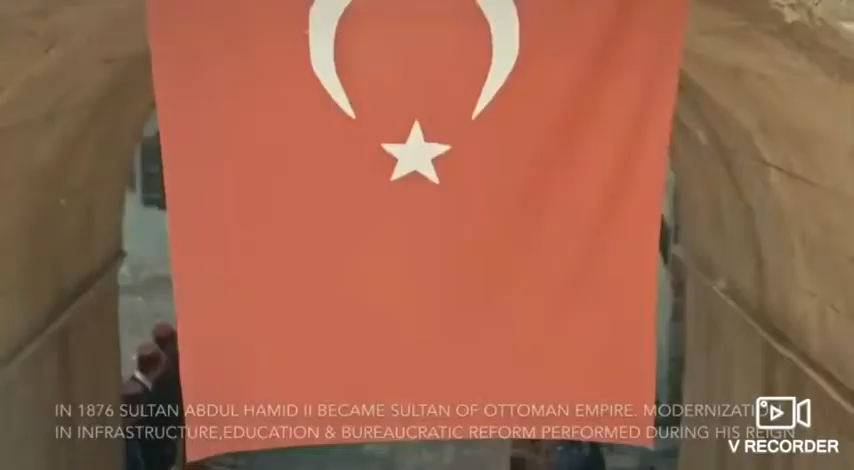 IN 1876 SULTAN ABDUL HAMID II BECAME SULTAN OF OTTOMAN EMPIRE. MODERNIZATION
IN INFRASTRUCTURE,EDUCATION & BUREAUCRATIC REFORM PERFORMED DURING HIS REIGN
V RECORDER